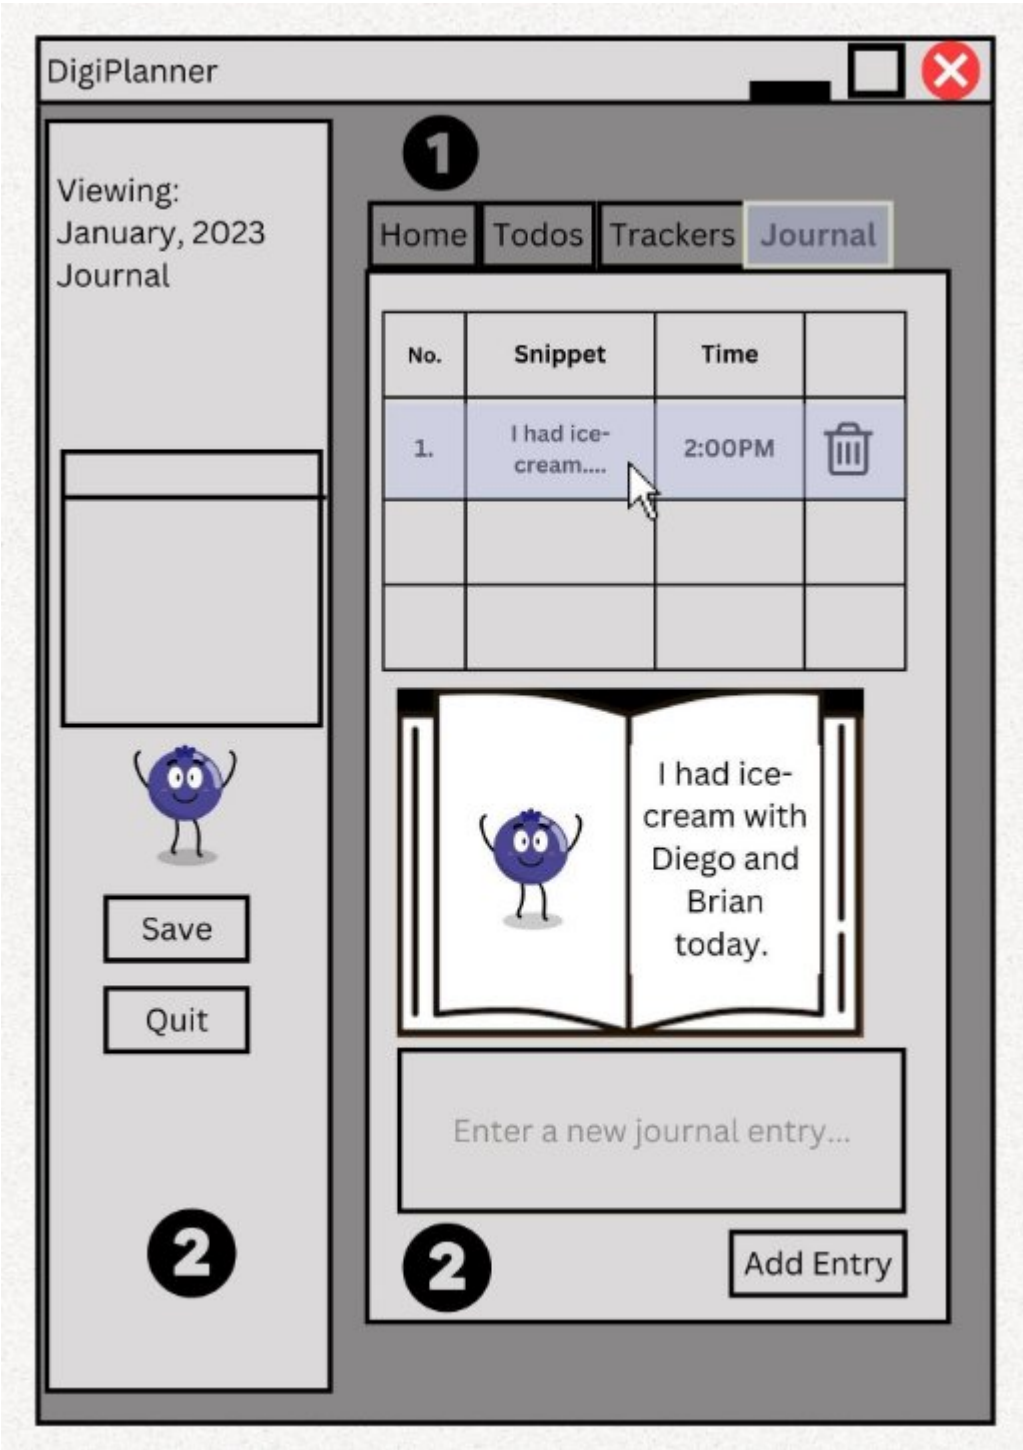 DigiPlanner
1
Viewing:
January, 2023
Journal
Home Todos Trackers Journal
No. Snippet Time
1. I had ice-
cream.... 2:00PM
I had ice-
cream with
Diego and
Brian
today.
Save
Quit
Enter a new journal entry...
2
2
Add Entry